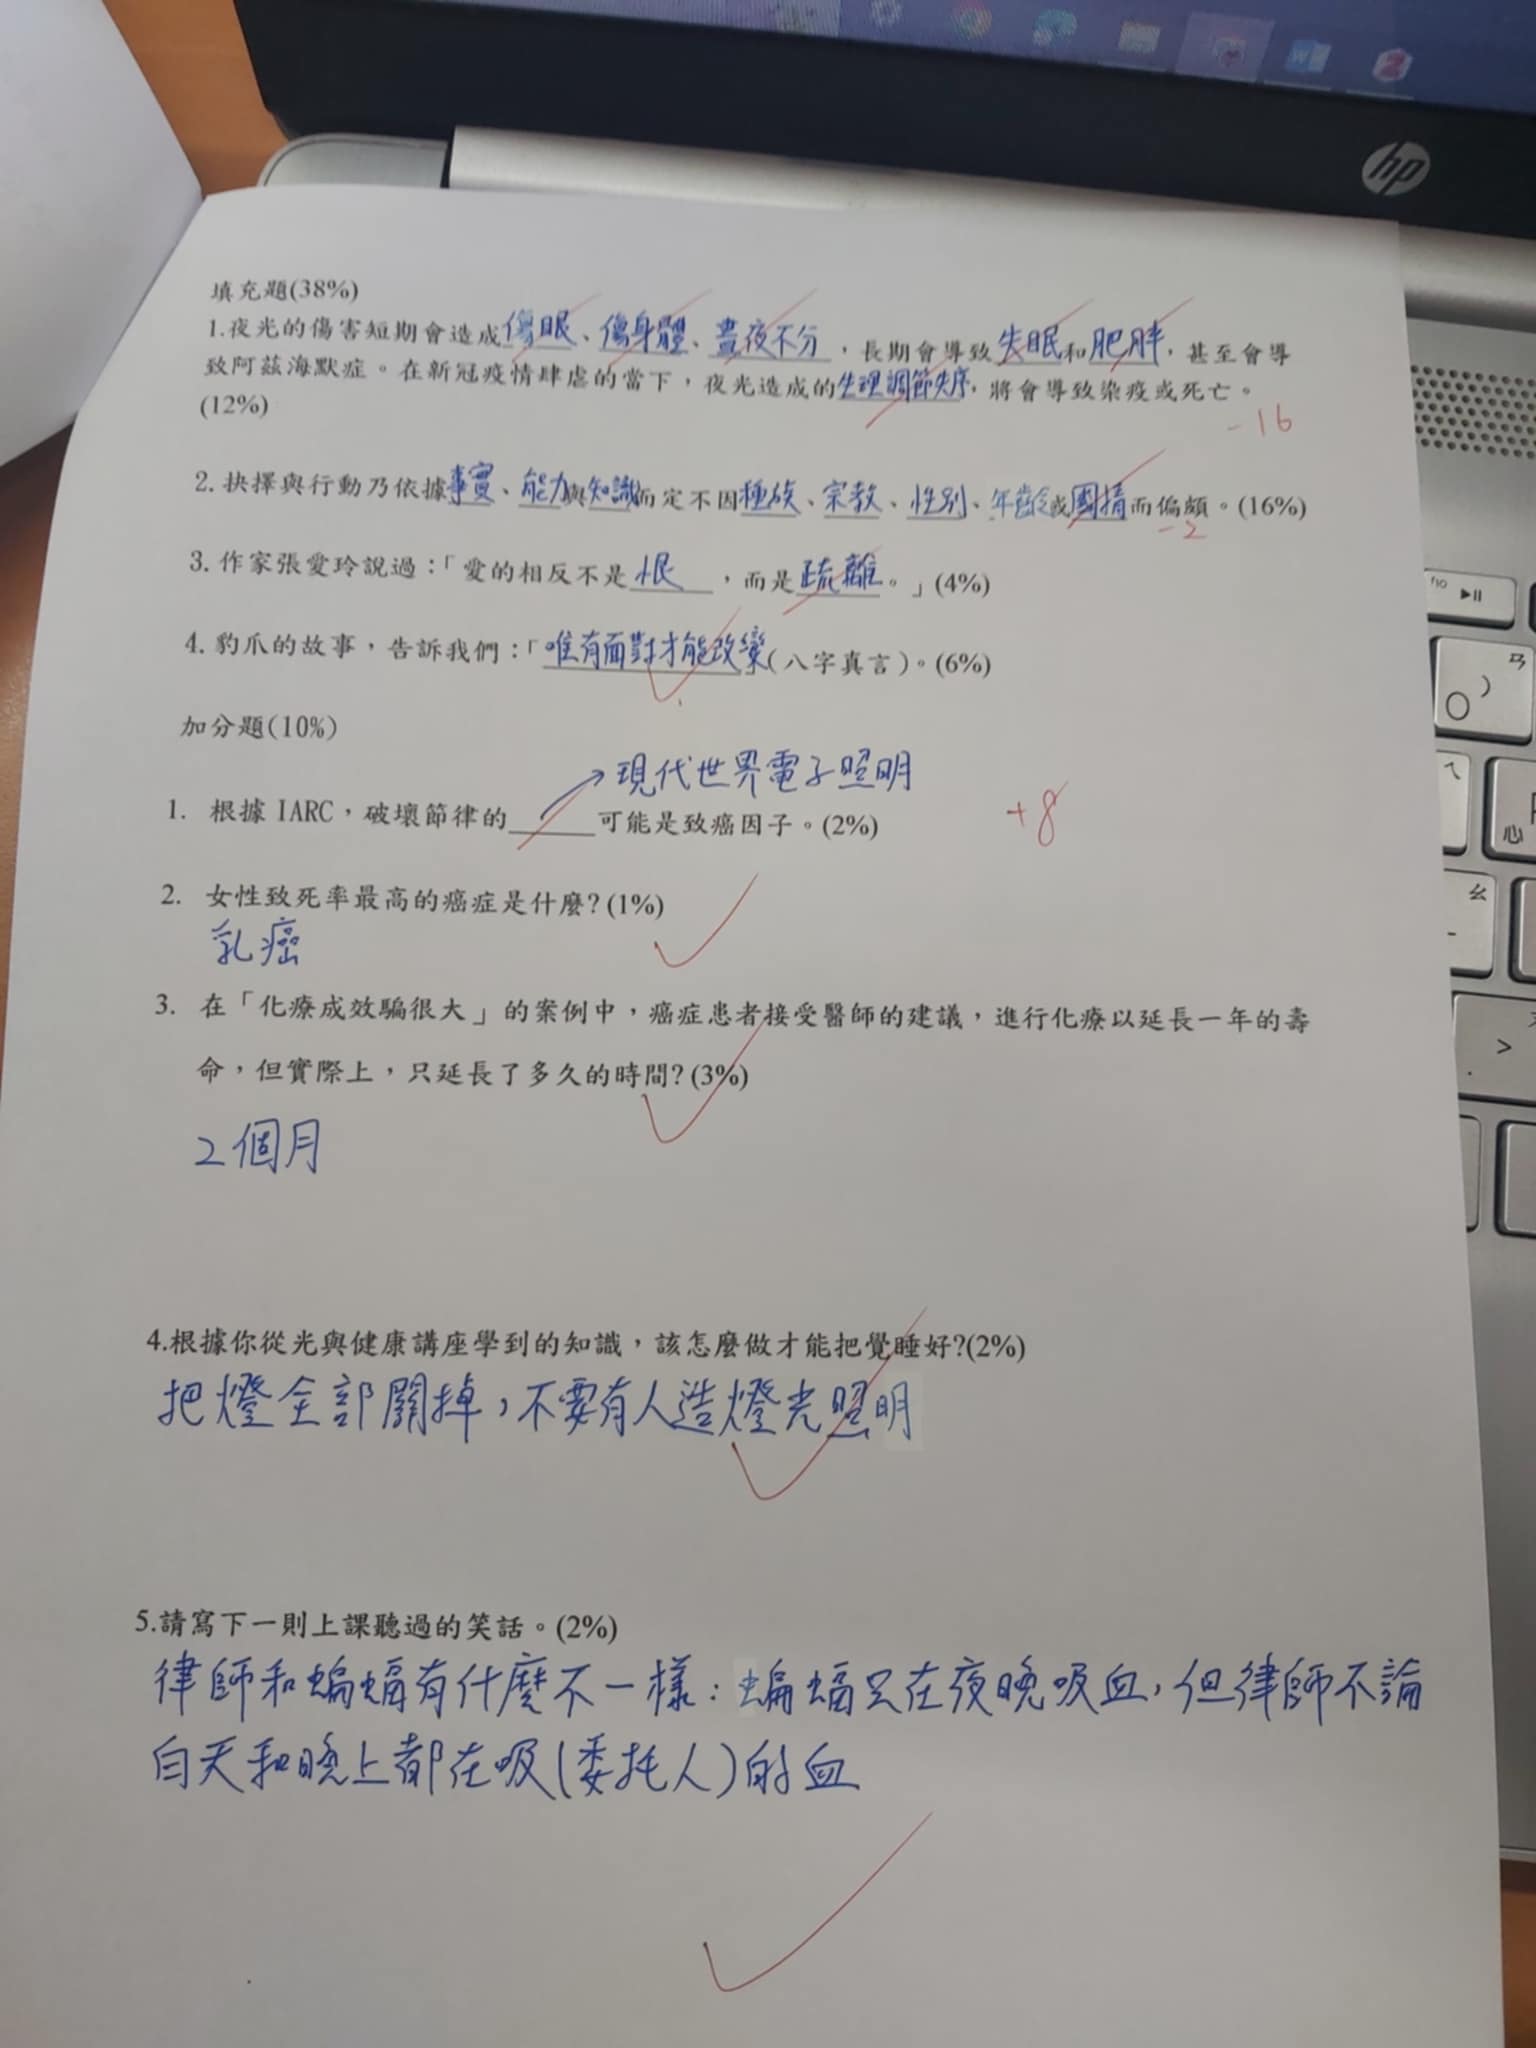 hp
填充題(38%)
1.夜光的傷害短期會造成傷眼、傷身體、晝夜不分，長期會導致失眠和肥胖，甚至會導
致阿茲海默症。在新冠疫情肆虐的當下，夜光造成的生理調節失序，將會導致染疫或死亡。
(12%)
-16
2.抉擇與行動乃依據事實、能力與知識而定不因種族、宗教、性別、年齡或國情而偏頗。(16%)
-2
3.作家張愛玲說過：「愛的相反不是恨，而是疏離。」(4%)
4.豹爪的故事，告訴我們：「唯有面對才能改變」(八字真言)。(6%)
加分題(10%)
現代世界電子照明
1. 根據 IARC，破壞節律的______可能是致癌因子。(2%)
+8
2. 女性致死率最高的癌症是什麼?(1%)
乳癌
3. 在「化療成效騙很大」的案例中，癌症患者接受醫師的建議，進行化療以延長一年的壽
命，但實際上，只延長了多久的時間?(3%)
2個月
4.根據你從光與健康講座學到的知識，該怎麼做才能把覺睡好?(2%)
把燈全部關掉，不要有人造燈光照明
5.請寫下一則上課聽過的笑話。(2%)
律師和蝙蝠有什麼不一樣：蝙蝠只在夜晚吸血，但律師不論
白天和晚上都在吸(委托人)的血